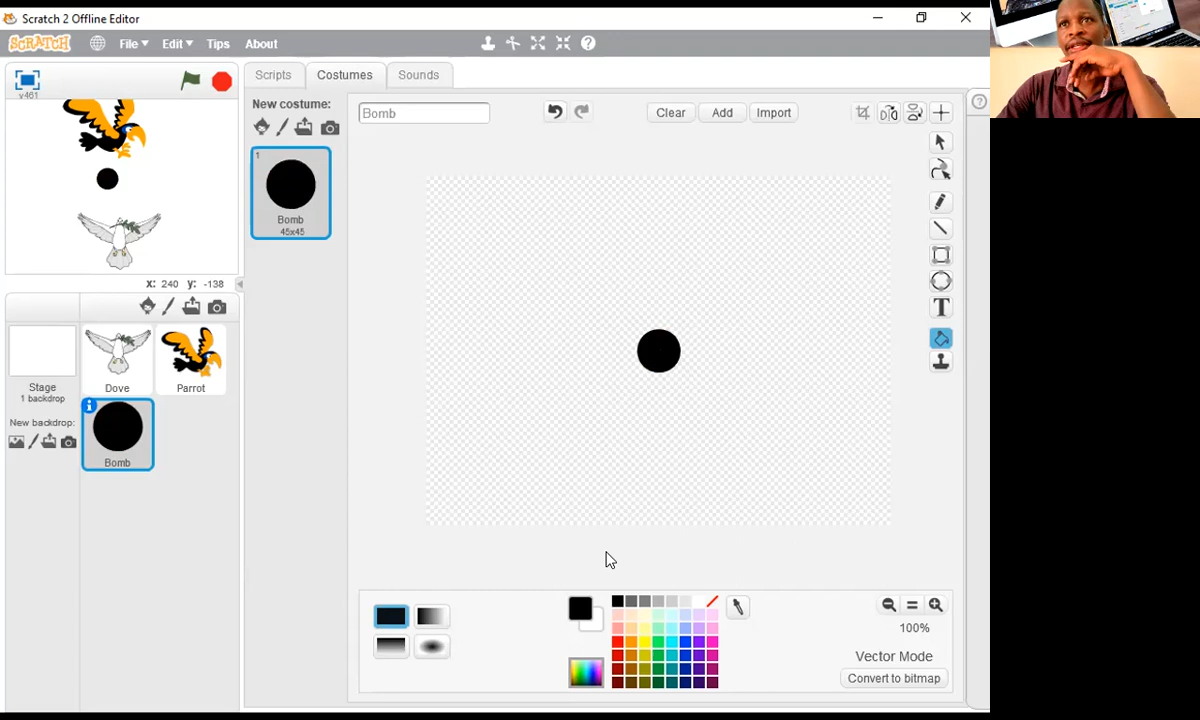 Scratch 2 Offline Editor
SCRATCH File Edit Tips About
v461
Scripts Costumes Sounds
New costume:
Bomb
Clear Add Import
1
Bomb
45x45
x: 240 y: -138
Stage
1 backdrop
New backdrop:
Dove
Parrot
Bomb
T
100%
Vector Mode
Convert to bitmap